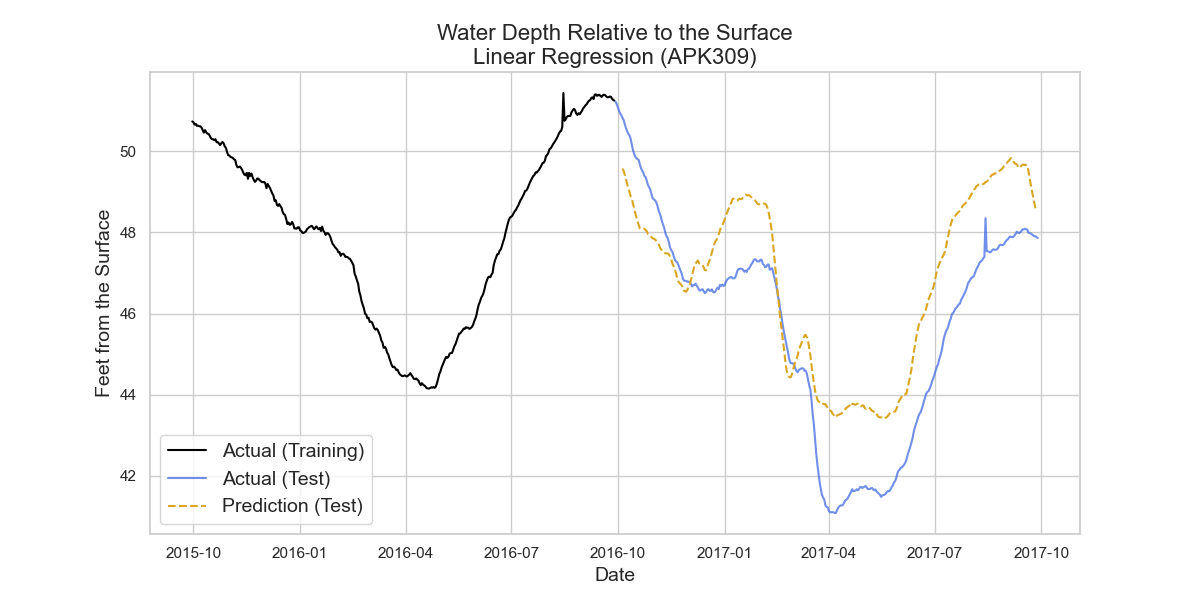 Water Depth Relative to the Surface
Linear Regression (APK309)
Feet from the Surface
50
48
46
44
42
Actual (Training)
Actual (Test)
Prediction (Test)
2015-10 2016-01 2016-04 2016-07 2016-10 2017-01 2017-04 2017-07 2017-10
Date